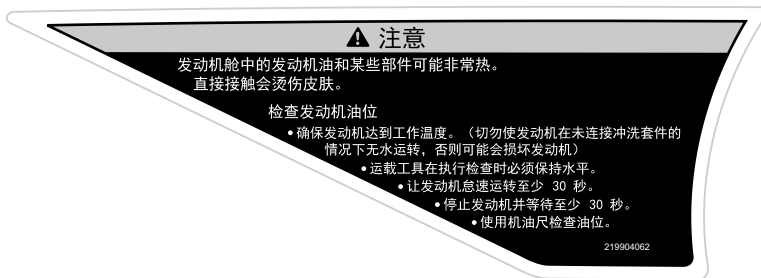 注意
发动机舱中的发动机油和某些部件可能非常热。
直接接触会烫伤皮肤。
检查发动机油位
•确保发动机达到工作温度。（切勿使发动机在未连接冲洗套件的
情况下无水运转，否则可能会损坏发动机）
•运载工具在执行检查时必须保持水平。
•让发动机怠速运转至少 30 秒。
•停止发动机并等待至少 30 秒。
•使用机油尺检查油位。
219904062